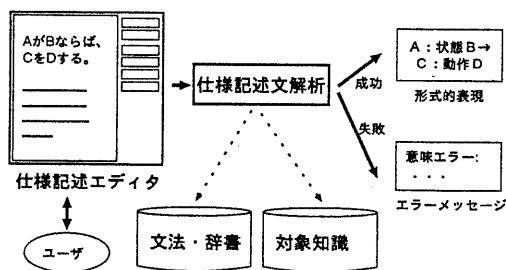 AがBならば、
CをDする。
仕様記述エディタ
ユーザ
仕様記述文解析
文法・辞書
対象知識
成功
失敗
A：状態B→
C：動作D
形式的表現
意味エラー:
・・・
エラーメッセージ